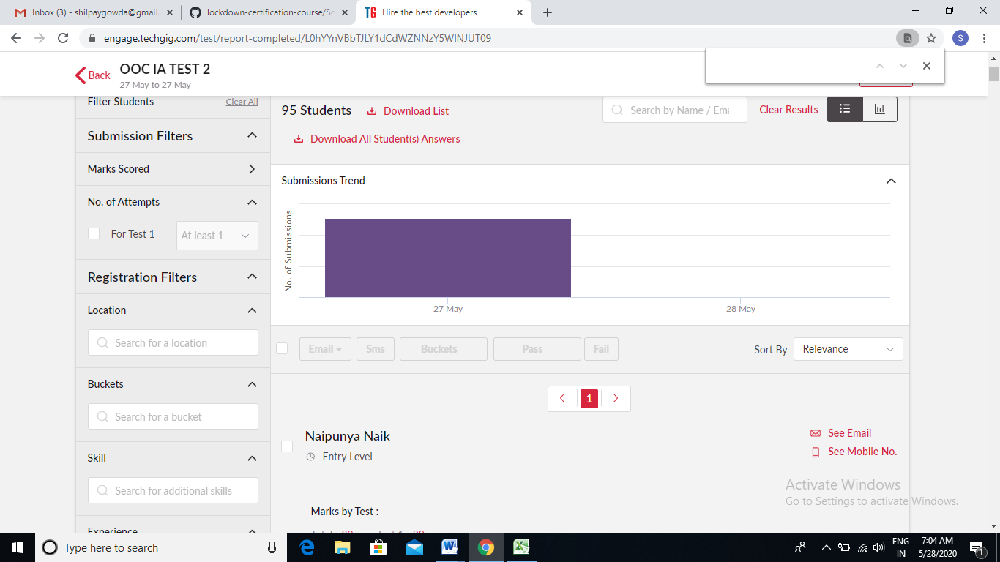 Inbox (3) - shilpaygowda@gmail.
lockdown-certification-course/Sc
TG Hire the best developers
engage.techgig.com/test/report-completed/L0hYYnVBbTJLY1dCdWZNNzY5WlNJUT09
S
Back
OOC IA TEST 2
27 May to 27 May
Filter Students
Clear All
95 Students
Download List
Search by Name / Ema
Clear Results
Download All Student(s) Answers
Submission Filters
Marks Scored
No. of Attempts
For Test 1
At least 1
Registration Filters
Location
Search for a location
Buckets
Search for a bucket
Skill
Search for additional skills
Experience
Submissions Trend
No. of Submissions
27 May
28 May
Email
Sms
Buckets
Pass
Fail
Sort By
Relevance
1
Naipunya Naik
Entry Level
See Email
See Mobile No.
Marks by Test :
Activate Windows
Go to Settings to activate Windows.
Type here to search
ENG
IN
7:04 AM
5/28/2020
1